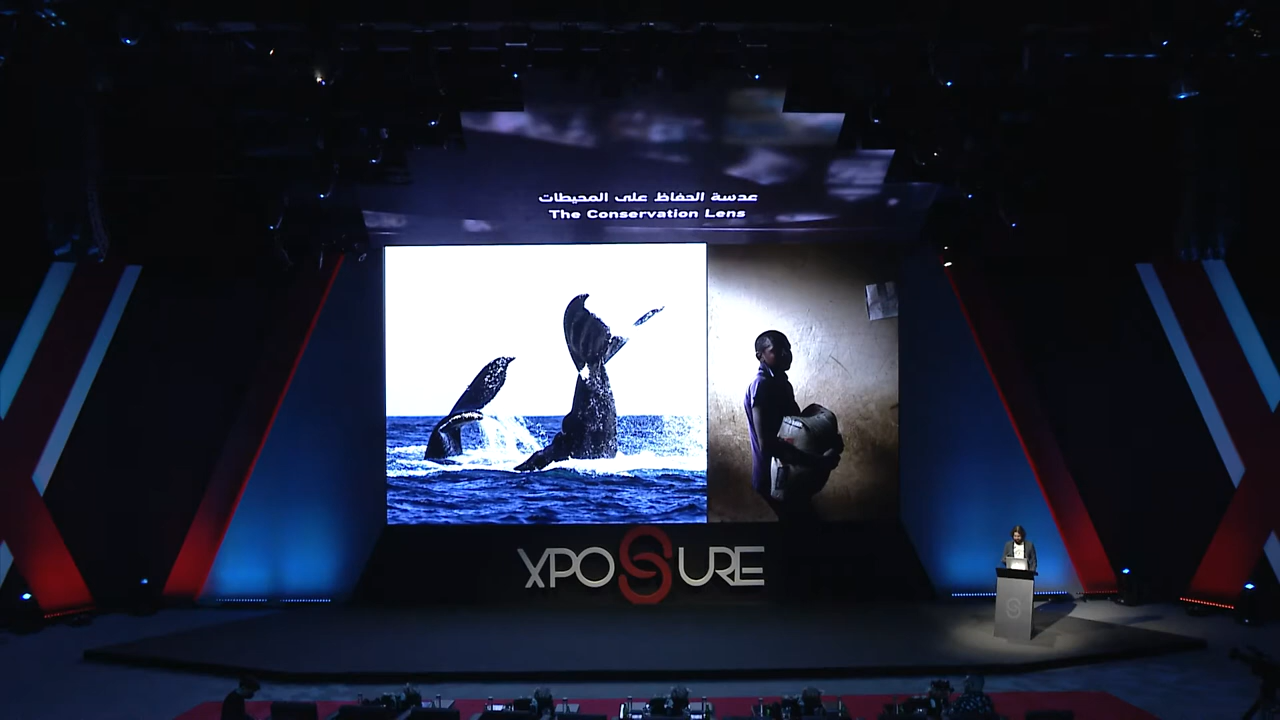 عدسة الحفاظ على المحيطات
The Conservation Lens
XPOSURE